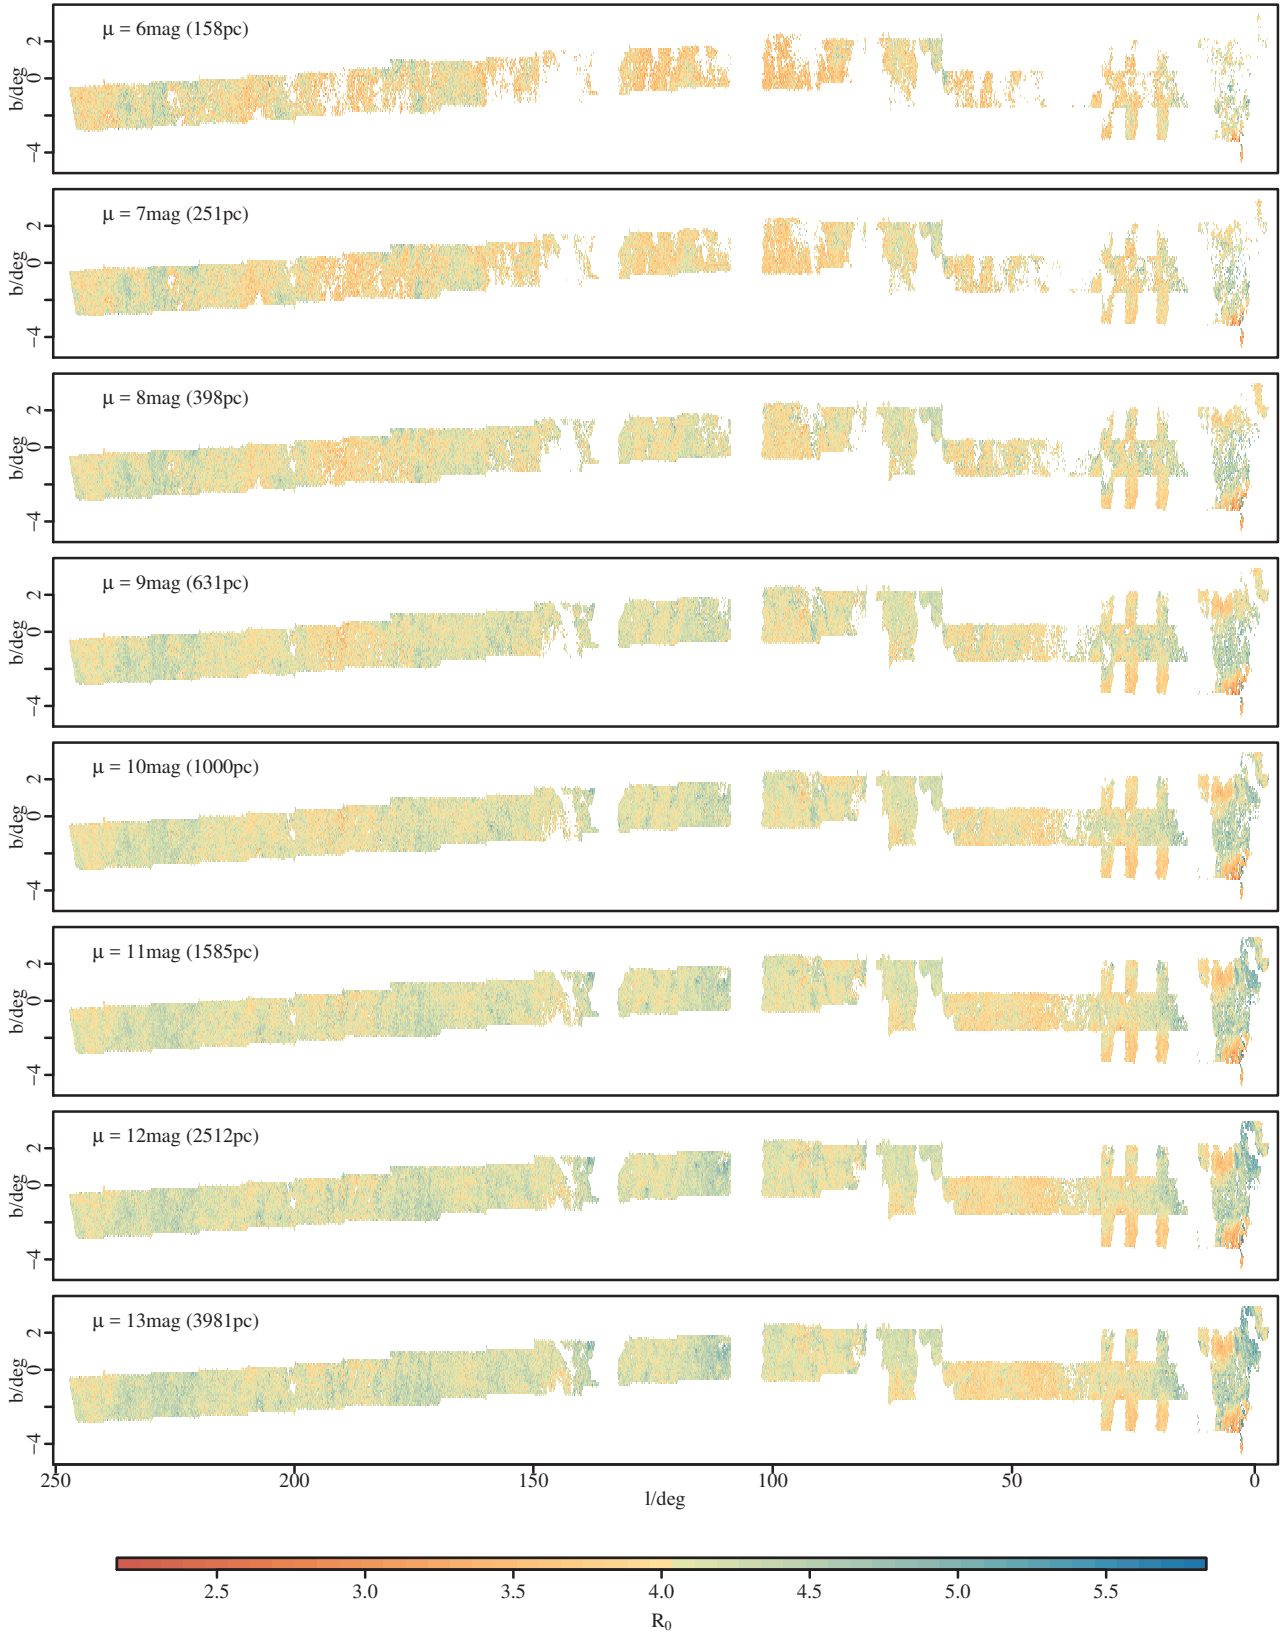 μ = 6mag (158pc)
b/deg
2
0
−4
μ = 7mag (251pc)
b/deg
2
0
−4
μ = 8mag (398pc)
b/deg
2
0
−4
μ = 9mag (631pc)
b/deg
2
0
−4
μ = 10mag (1000pc)
b/deg
2
0
−4
μ = 11mag (1585pc)
b/deg
2
0
−4
μ = 12mag (2512pc)
b/deg
2
0
−4
μ = 13mag (3981pc)
b/deg
2
0
−4
250 200 150 100 50 0
l/deg
2.5 3.0 3.5 4.0 4.5 5.0 5.5
R₀